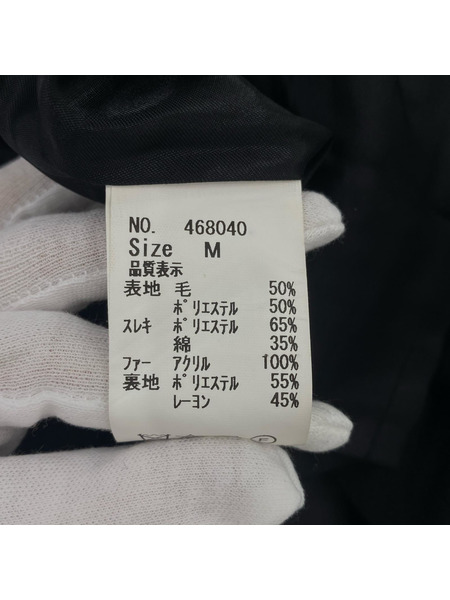 NO. 468040
Size M
品質表示
表地 毛 50%
ﾎﾟﾘｴｽﾃﾙ 50%
スレキ ﾎﾟﾘｴｽﾃﾙ 65%
綿 35%
ファー アクリル 100%
裏地 ﾎﾟﾘｴｽﾃﾙ 55%
レーヨン 45%